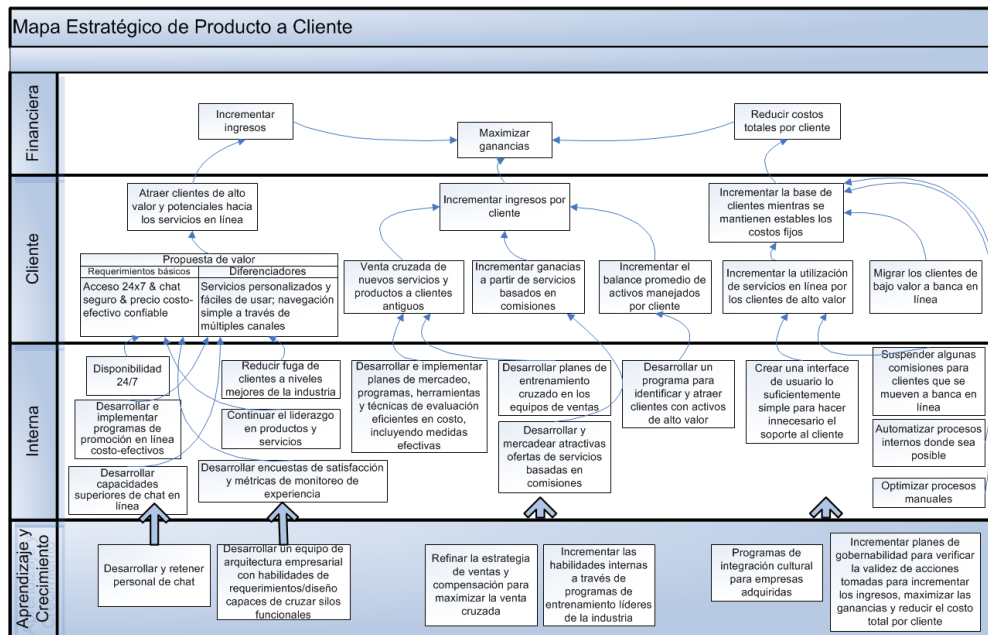 Mapa Estratégico de Producto a Cliente
Financiera
Incrementar
ingresos
Maximizar
ganancias
Reducir costos
totales por cliente
Cliente
Atraer clientes de alto
valor y potenciales hacia
los servicios en línea
Incrementar ingresos por
cliente
Incrementar la base de
clientes mientras se
mantienen estables los
costos fijos
Propuesta de valor
Requerimientos básicos
Diferenciadores
Acceso 24x7 & chat
seguro & precio costo-
efectivo confiable
Servicios personalizados y
fáciles de usar; navegación
simple a través de
múltiples canales
Venta cruzada de
nuevos servicios y
productos a clientes
antiguos
Incrementar ganacias
a partir de servicios
basados en
comisiones
Incrementar el
balance promedio de
activos manejados
por cliente
Incrementar la utilización
de servicios en línea
por los clientes de alto valor
Migrar los clientes de
bajo valor a banca en
línea
Interna
Disponibilidad
24/7
Reducir fuga de
clientes a niveles
mejores de la industria
Desarrollar e
implementar
programas de
promoción en línea
costo-efectivos
Continuar el liderazgo
en productos y
servicios
Desarrollar
capacidades
superiores de chat en
línea
Desarrollar encuestas de satisfacción
y métricas de monitoreo de
experiencia
Desarrollar e implementar
planes de mercadeo,
programas, herramientas
y técnicas de evaluación
eficientes en costo,
incluyendo medidas
efectivas
Desarrollar planes de
entrenamiento
cruzado en los
equipos de ventas
Desarrollar y
mercadear atractivas
ofertas de servicios
basadas en
comisiones
Desarrollar un
programa para
identificar y atraer
clientes con activos
de alto valor
Crear una interface
de usuario lo
suficientemente
simple para hacer
innecesario el
soporte al cliente
Suspender algunas
comisiones para
clientes que se
mueven a banca en
línea
Automatizar procesos
internos donde sea
posible
Optimizar procesos
manuales
Aprendizaje y
Crecimiento
Desarrollar y retener
personal de chat
Desarrollar un equipo de
arquitectura empresarial
con habilidades de
requerimientos/diseño
capaces de cruzar silos
funcionales
Refinar la estrategia
de ventas y
compensación para
maximizar la venta
cruzada
Incrementar las
habilidades internas a
través de
programas de
entrenamiento líderes
de la industria
Programas de
integración cultural
para empresas
adquiridas
Incrementar planes de
gobernabilidad para verificar
la validez de acciones
tomadas para incrementar
los ingresos, maximizar las
ganancias y reducir el costo
total por cliente